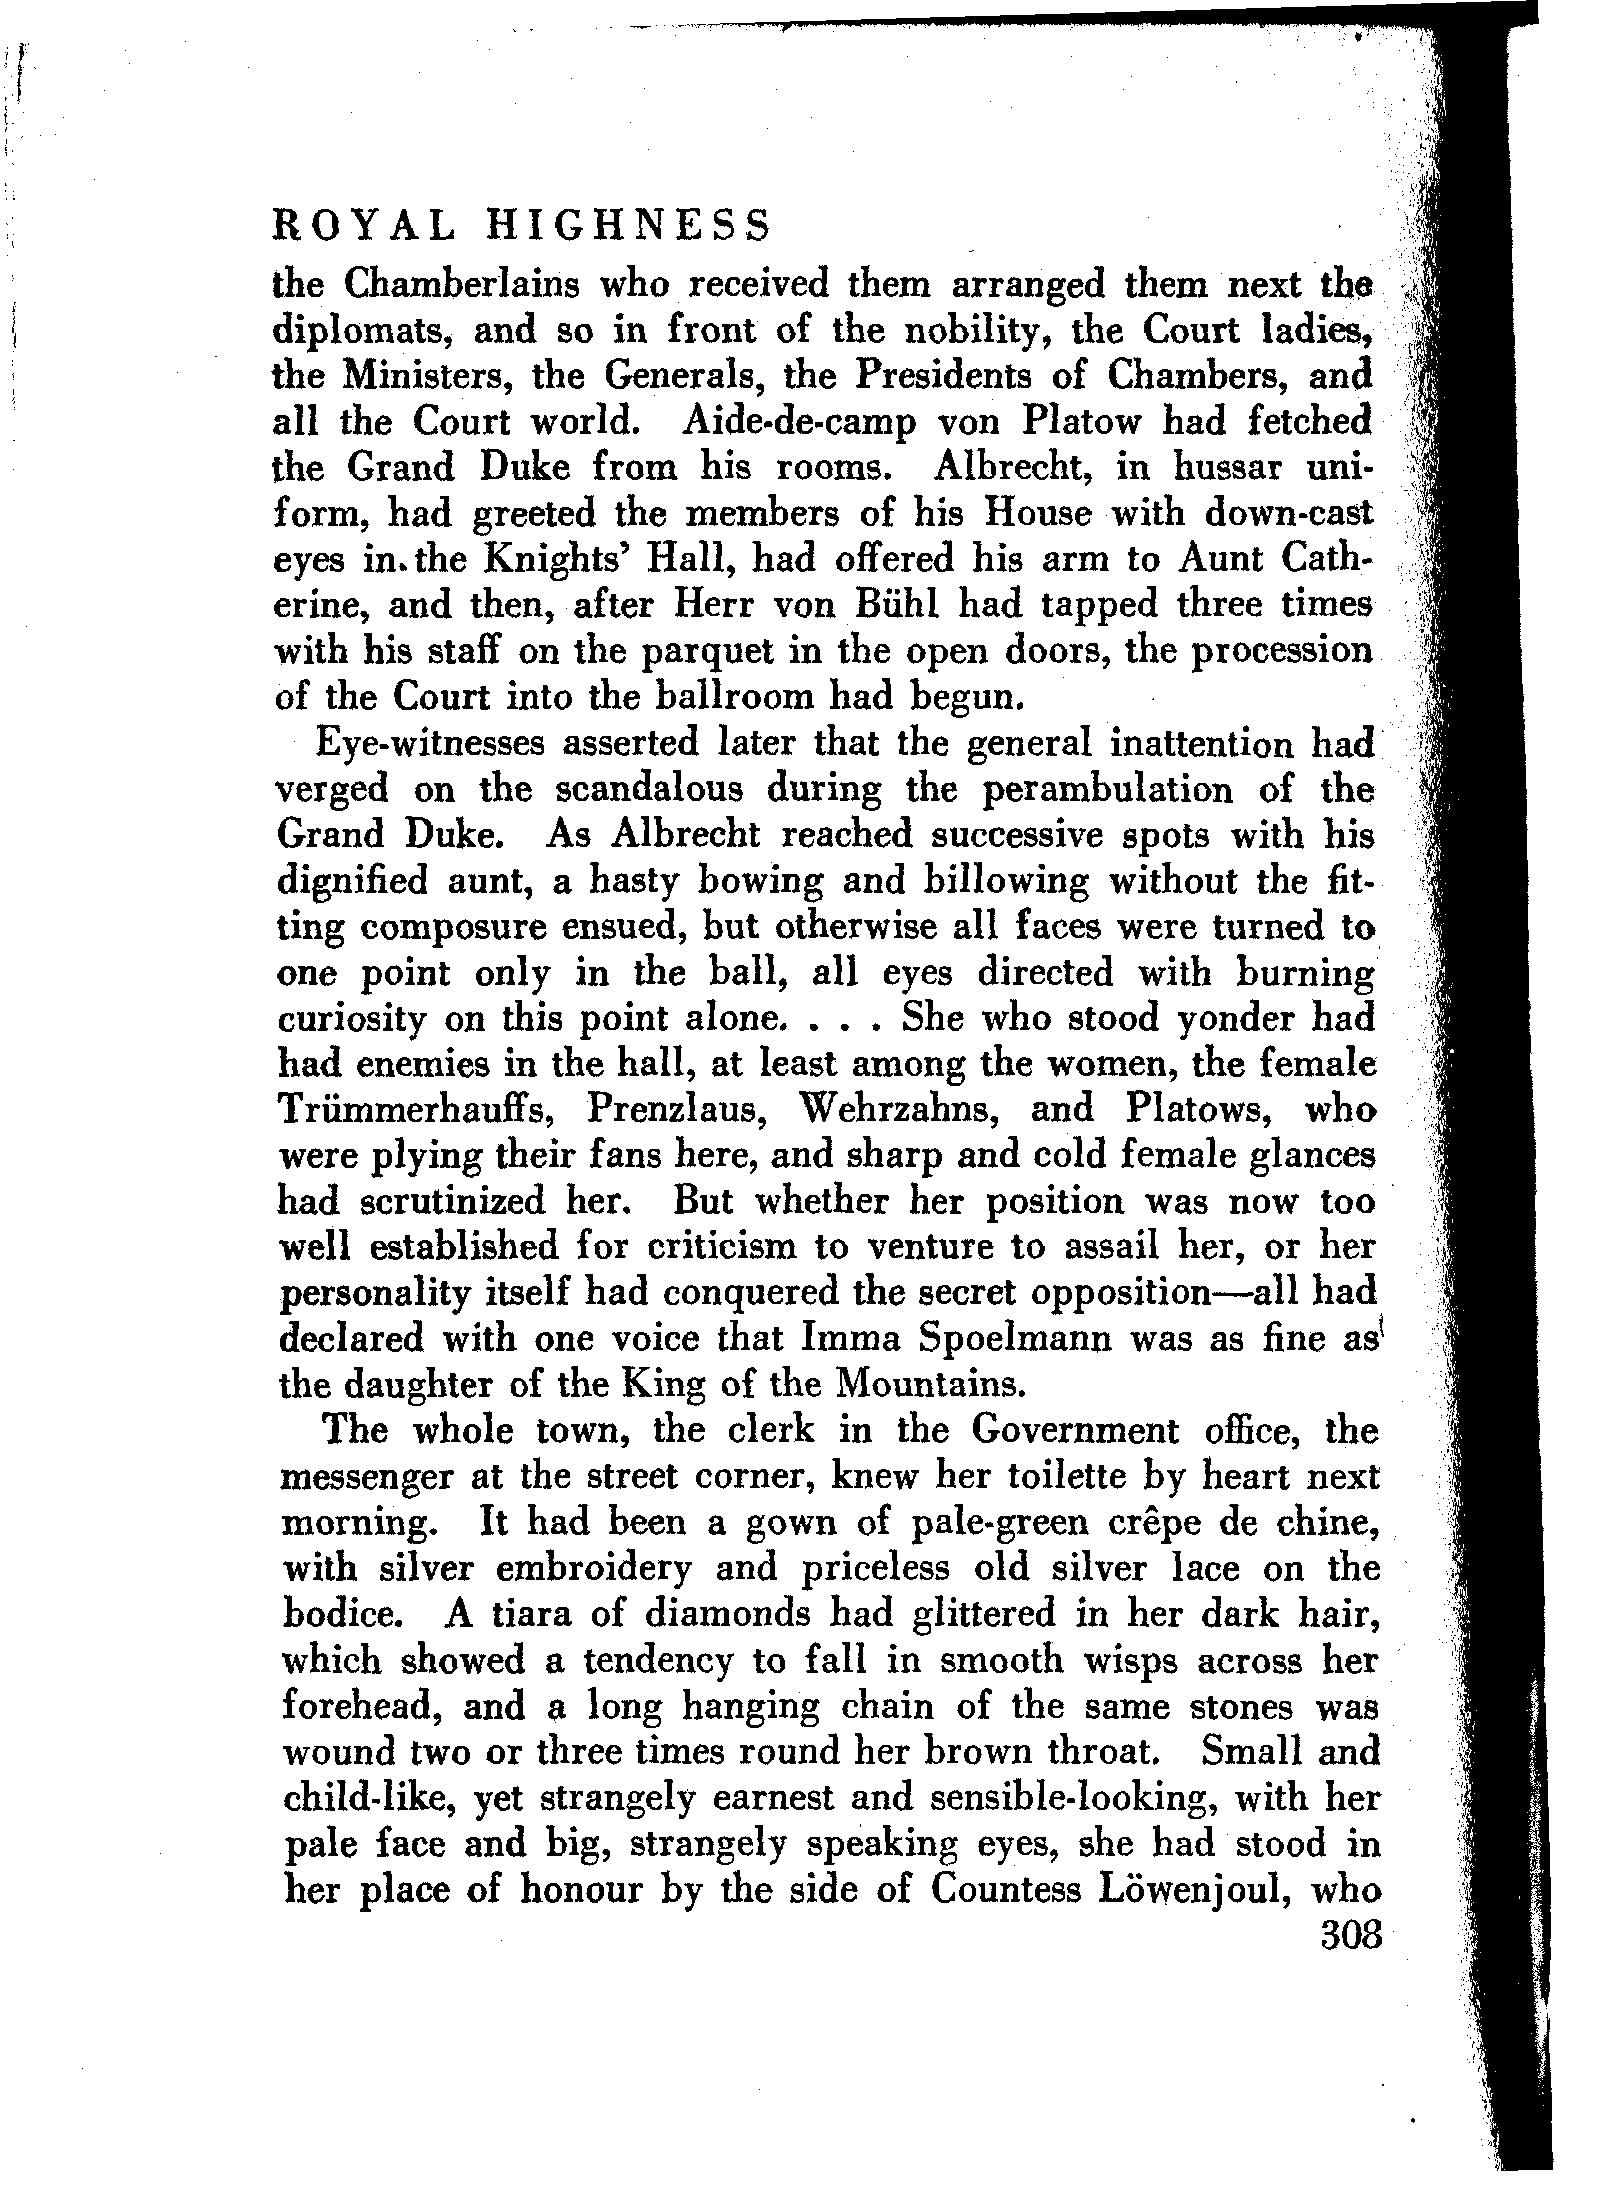 ROYAL HIGHNESS
the Chamberlains who received them arranged them next the
diplomats, and so in front of the nobility, the Court ladies,
the Ministers, the Generals, the Presidents of Chambers, and
all the Court world. Aide-de-camp von Platow had fetched
the Grand Duke from his rooms. Albrecht, in hussar uni-
form, had greeted the members of his House with down-cast
eyes in the Knights' Hall, had offered his arm to Aunt Cath-
erine, and then, after Herr von Bühl had tapped three times
with his staff on the parquet in the open doors, the procession
of the Court into the ballroom had begun.
Eye-witnesses asserted later that the general inattention had
verged on the scandalous during the perambulation of the
Grand Duke. As Albrecht reached successive spots with his
dignified aunt, a hasty bowing and billowing without the fit-
ting composure ensued, but otherwise all faces were turned to
one point only in the ball, all eyes directed with burning
curiosity on this point alone. . . . She who stood yonder had
had enemies in the hall, at least among the women, the female
Trümmerhauffs, Prenzlaus, Wehrzahns, and Platows, who
were plying their fans here, and sharp and cold female glances
had scrutinized her. But whether her position was now too
well established for criticism to venture to assail her, or her
personality itself had conquered the secret opposition—all had
declared with one voice that Imma Spoelmann was as fine as
the daughter of the King of the Mountains.
The whole town, the clerk in the Government office, the
messenger at the street corner, knew her toilette by heart next
morning. It had been a gown of pale-green crêpe de chine,
with silver embroidery and priceless old silver lace on the
bodice. A tiara of diamonds had glittered in her dark hair,
which showed a tendency to fall in smooth wisps across her
forehead, and a long hanging chain of the same stones was
wound two or three times round her brown throat. Small and
child-like, yet strangely earnest and sensible-looking, with her
pale face and big, strangely speaking eyes, she had stood in
her place of honour by the side of Countess Löwenjoul, who
308